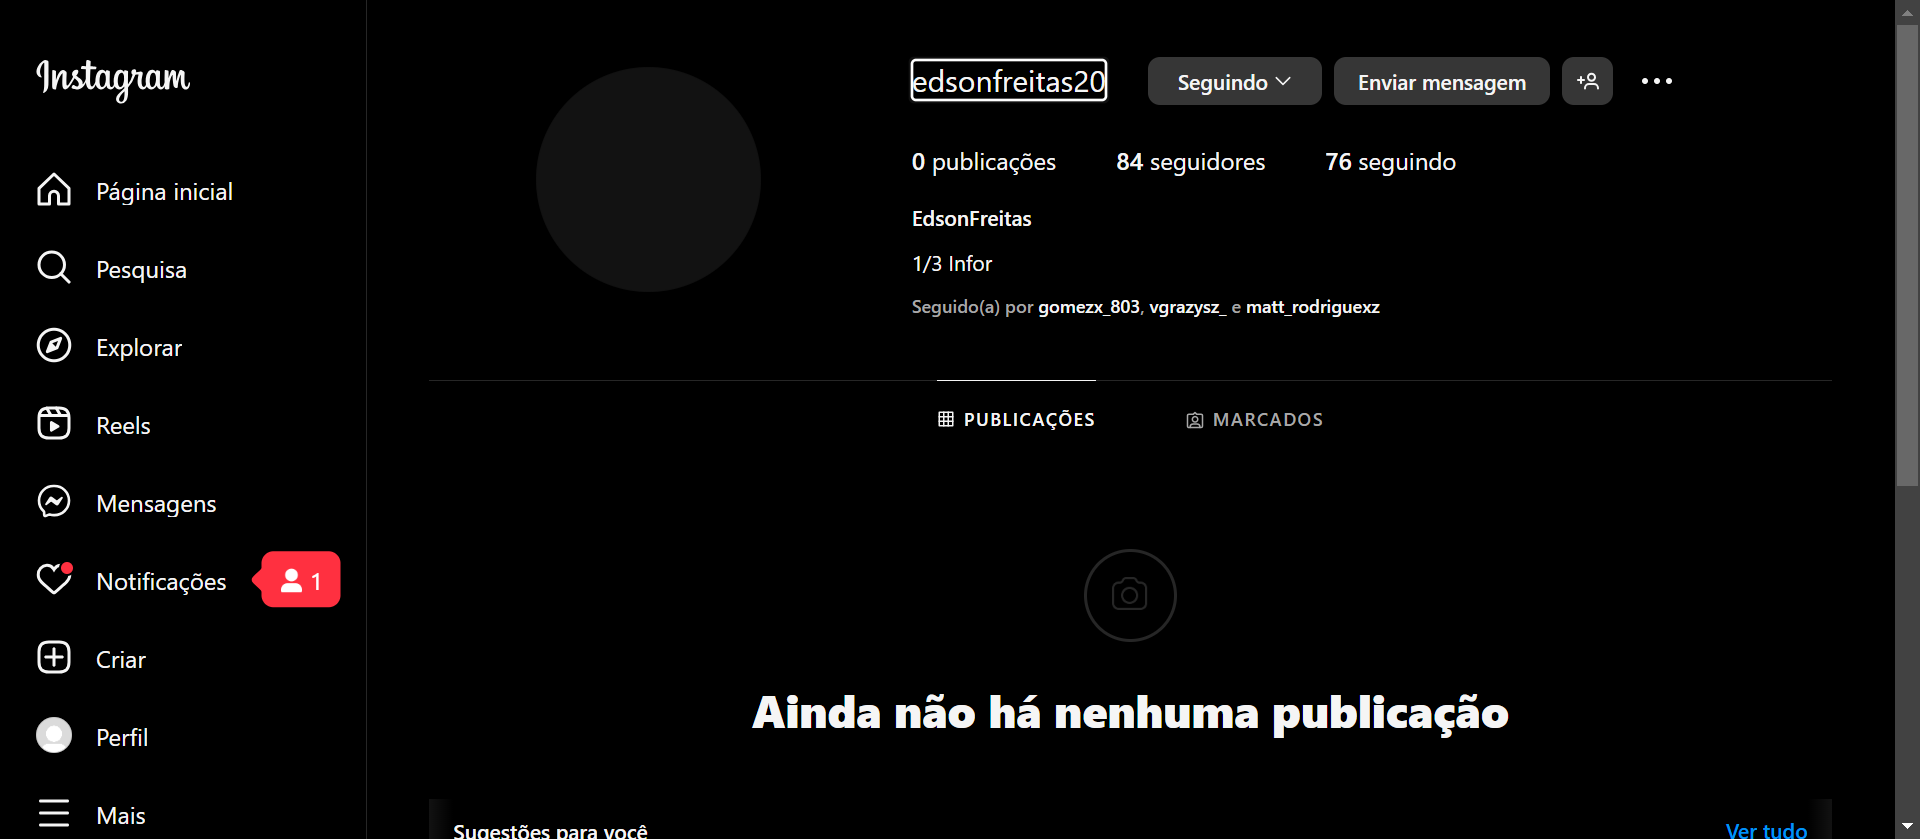 Instagram
Página inicial
Pesquisa
Explorar
Reels
Mensagens
Notificações
1
Criar
Perfil
Mais
edsonfreitas20
Seguindo
Enviar mensagem
0 publicações 84 seguidores 76 seguindo
EdsonFreitas
1/3 Infor
Seguido(a) por gomezx_803, vgrazysz_ e matt_rodriguexz
PUBLICAÇÕES
MARCADOS
Ainda não há nenhuma publicação
Sugestões para você
Ver tudo